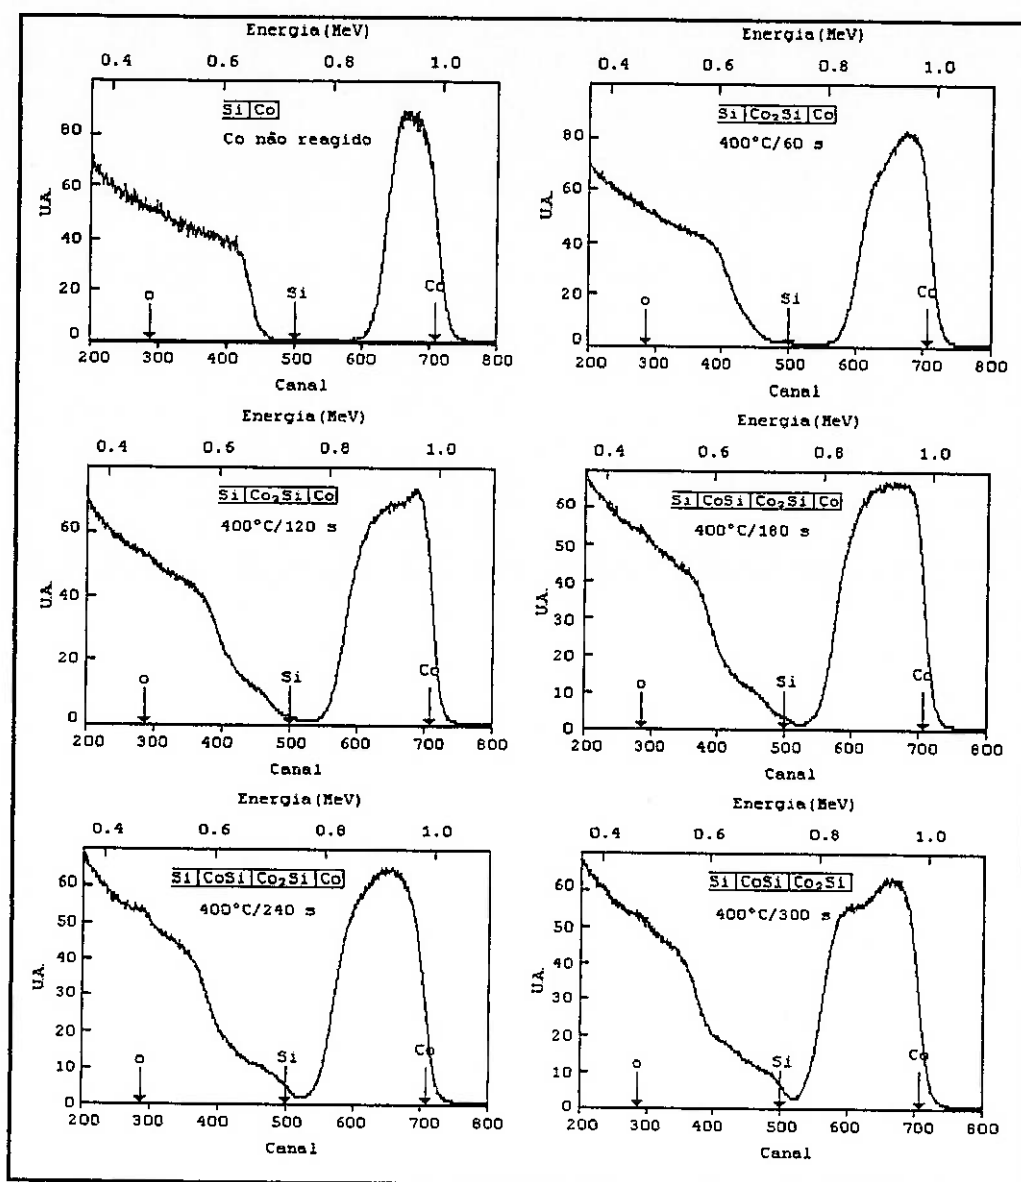 Energia(MeV)
0.4 0.6 0.8 1.0
Si Co
Co não reagido
80
60
40
20
0
U.A.
O Si Co
200 300 400 500 600 700 800
Canal
Energia(MeV)
0.4 0.6 0.8 1.0
Si Co₂Si Co
400°C/60 s
80
60
40
20
0
U.A.
O Si Co
200 300 400 500 600 700 800
Canal
Energia(MeV)
0.4 0.6 0.8 1.0
Si Co₂Si Co
400°C/120 s
60
40
20
0
U.A.
O Si Co
200 300 400 500 600 700 800
Canal
Energia(MeV)
0.4 0.6 0.8 1.0
Si CoSi Co₂Si Co
400°C/180 s
60
50
40
30
20
10
0
U.A.
O Si Co
200 300 400 500 600 700 800
Canal
Energia(MeV)
0.4 0.6 0.8 1.0
Si CoSi Co₂Si Co
400°C/240 s
60
50
40
30
20
10
0
U.A.
O Si Co
200 300 400 500 600 700 800
Canal
Energia(MeV)
0.4 0.6 0.8 1.0
Si CoSi Co₂Si
400°C/300 s
60
50
40
30
20
10
0
U.A.
O Si Co
200 300 400 500 600 700 800
Canal